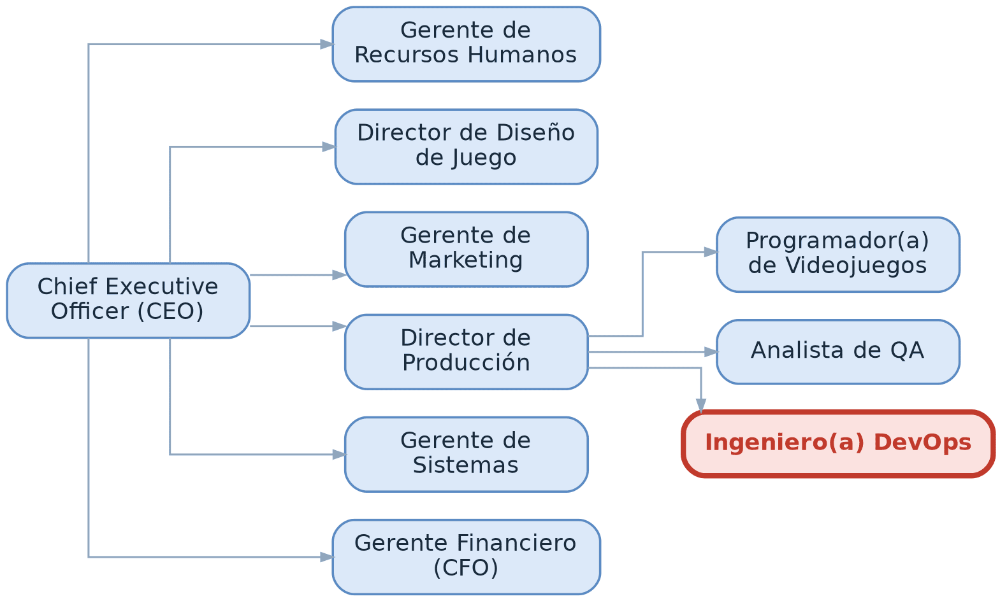 Gerente de
Recursos Humanos
Director de Diseño
de Juego
Gerente de
Marketing
Programador(a)
de Videojuegos
Chief Executive
Officer (CEO)
Director de
Producción
Analista de QA
Ingeniero(a) DevOps
Gerente de
Sistemas
Gerente Financiero
(CFO)